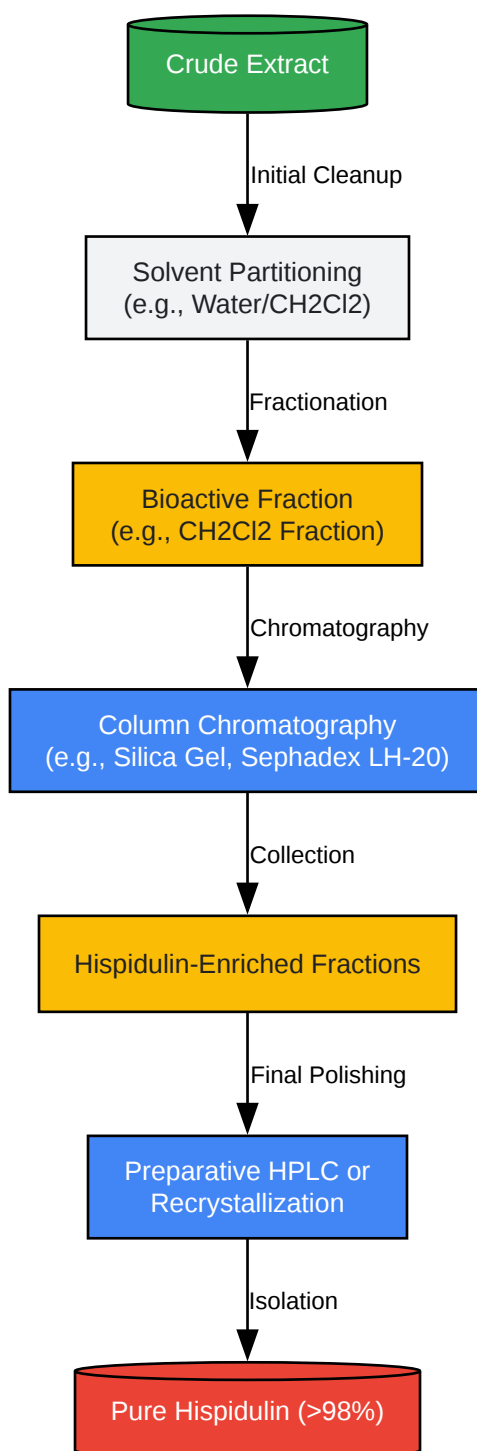 Crude Extract
Initial Cleanup
Solvent Partitioning
(e.g., Water/CH2Cl2)
Fractionation
Bioactive Fraction
(e.g., CH2Cl2 Fraction)
Chromatography
Column Chromatography
(e.g., Silica Gel, Sephadex LH-20)
Collection
Hispidulin-Enriched Fractions
Final Polishing
Preparative HPLC or
Recrystallization
Isolation
Pure Hispidulin (>98%)